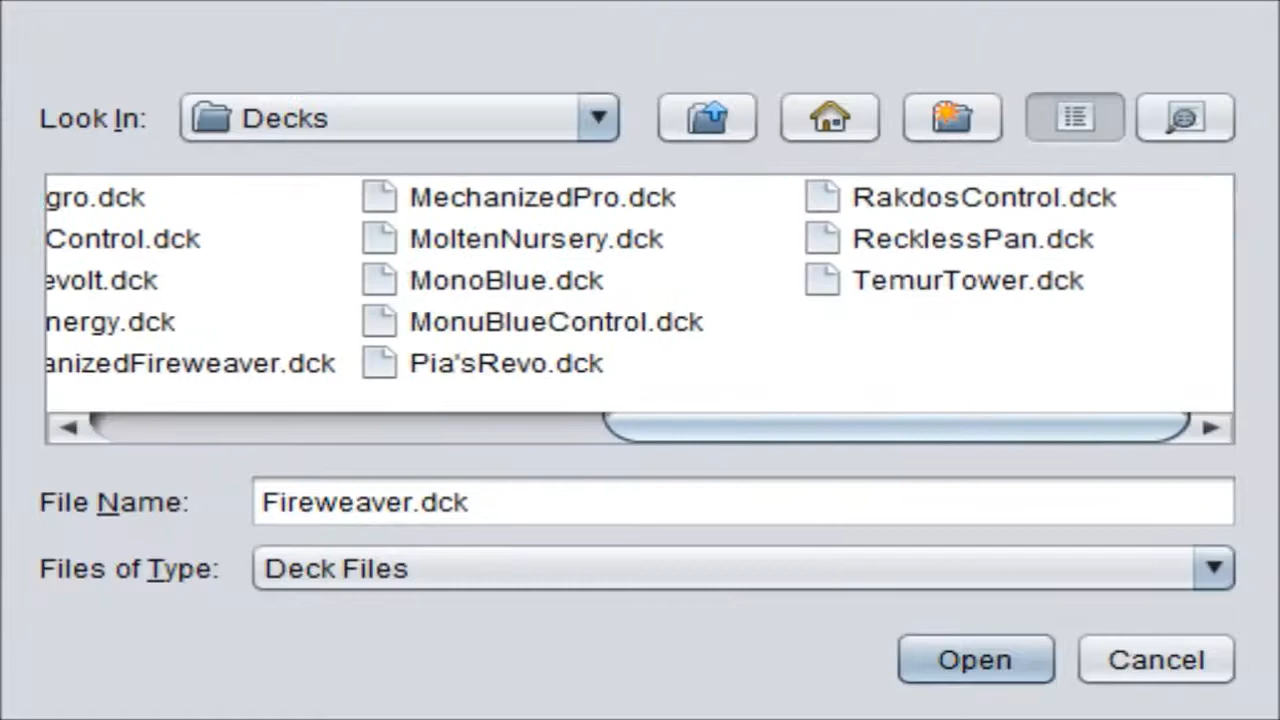 Look In: Decks
gro.dck MechanizedPro.dck RakdosControl.dck
Control.dck MoltenNursery.dck RecklessPan.dck
evolt.dck MonoBlue.dck TemurTower.dck
nergy.dck MonuBlueControl.dck
anizedFireweaver.dck Pia'sRevo.dck
File Name: Fireweaver.dck
Files of Type: Deck Files
Open Cancel